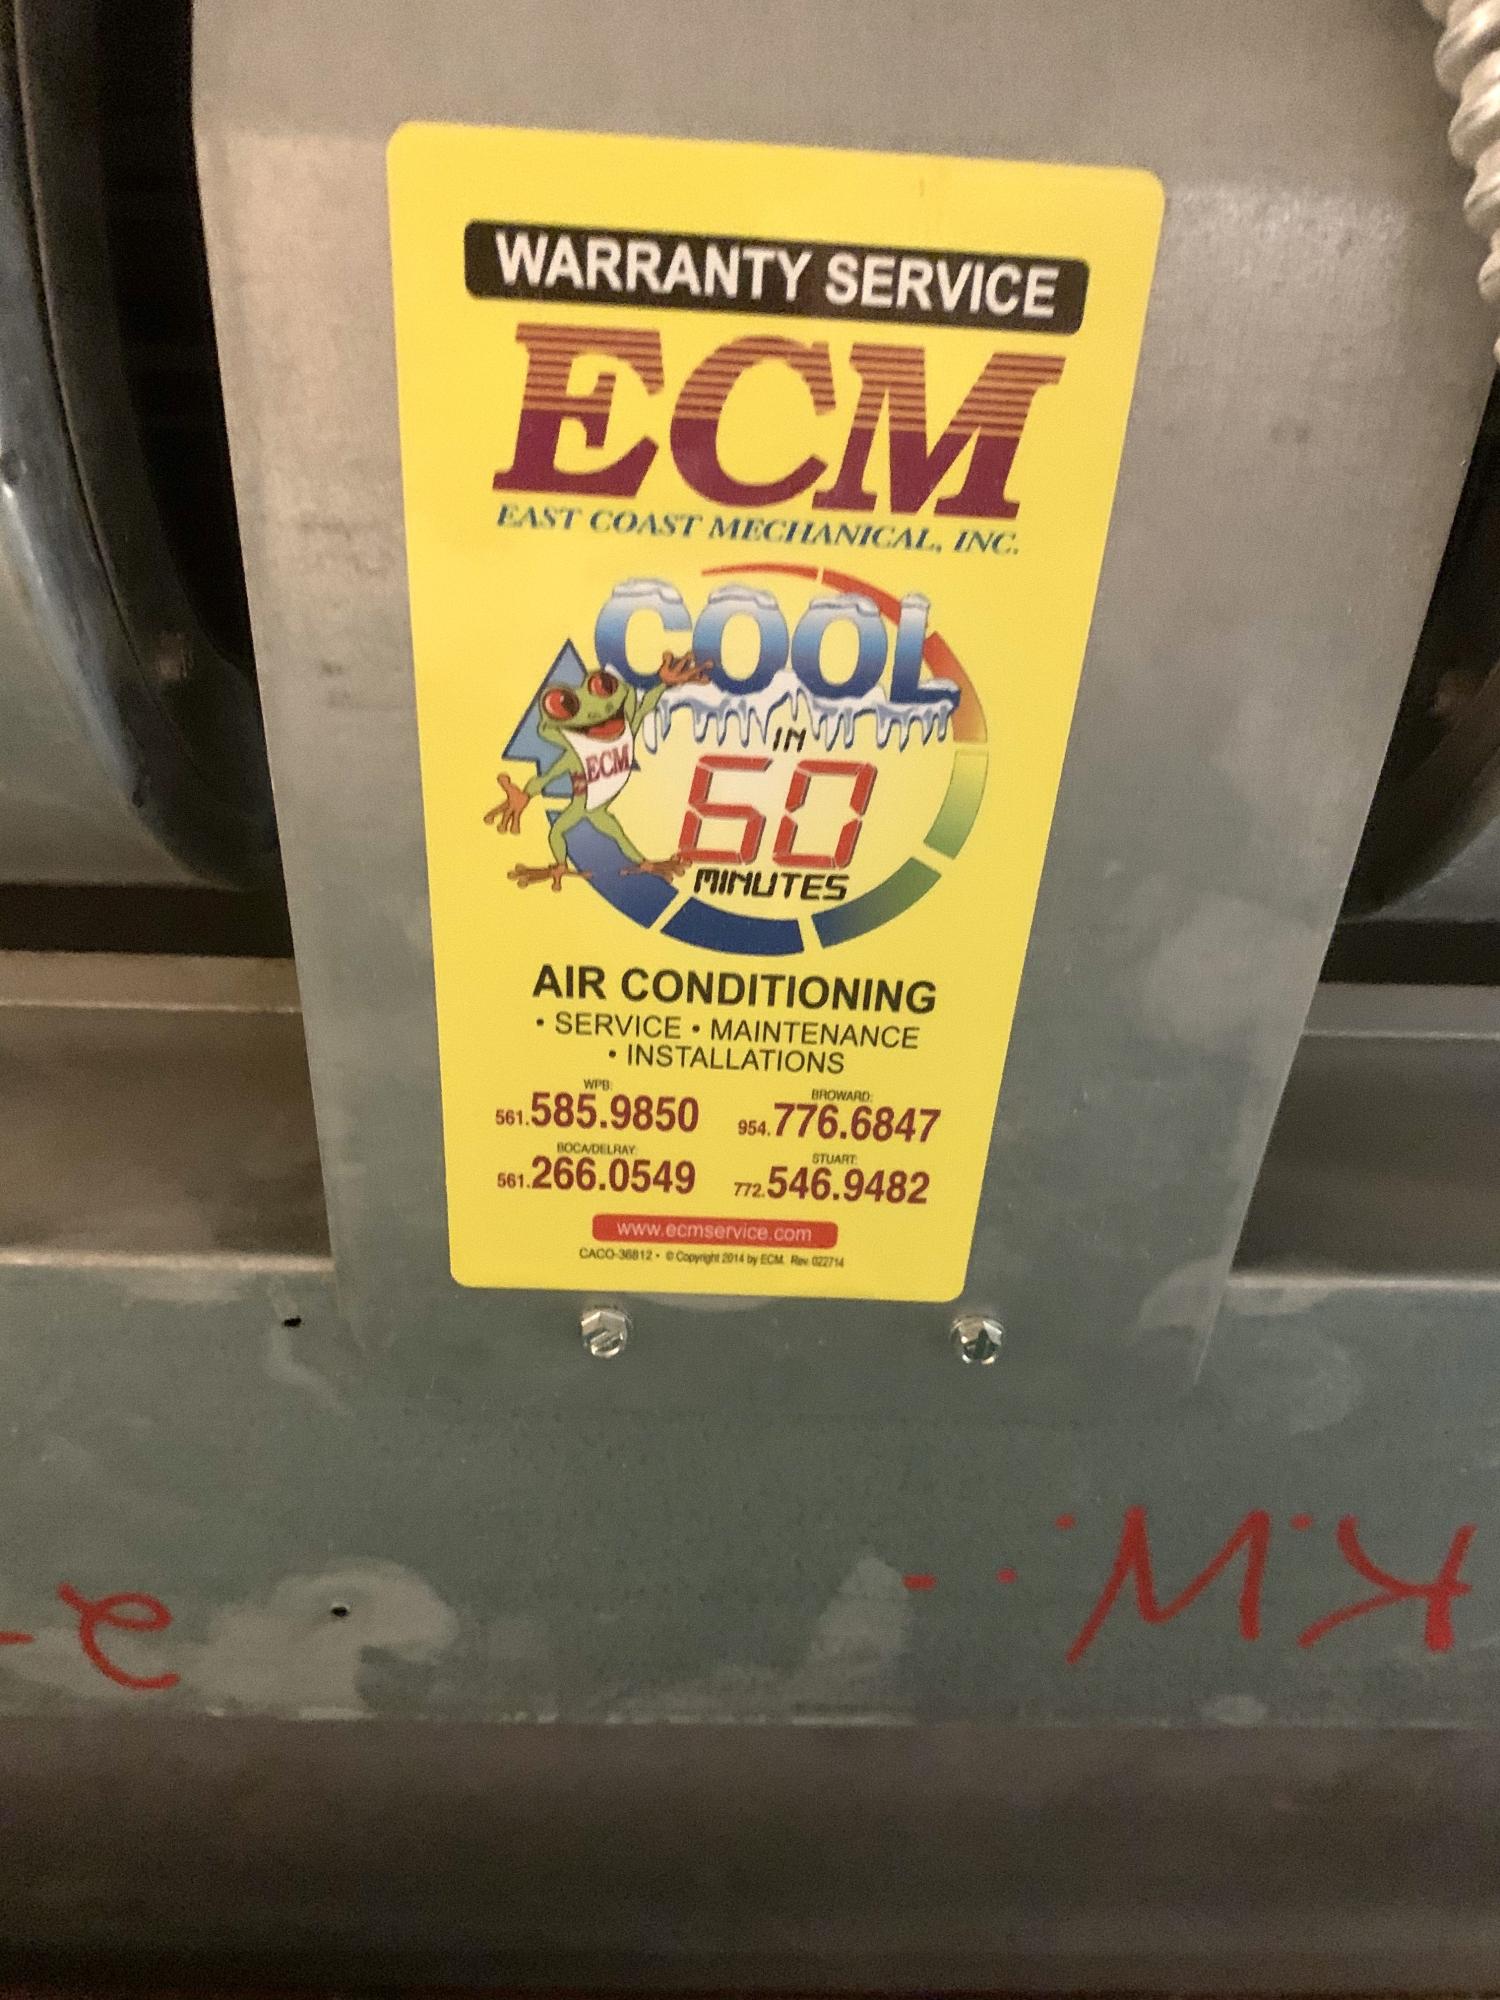 WARRANTY SERVICE
ECM
EAST COAST MECHANICAL, INC.
COOL
IN
60
MINUTES
ECM
AIR CONDITIONING
• SERVICE • MAINTENANCE
• INSTALLATIONS
WPB: BROWARD:
561.585.9850 954.776.6847
BOCA/DELRAY: STUART:
561.266.0549 772.546.9482
www.ecmservice.com
CACO-36812 • © Copyright 2014 by ECM. Rev. 022714